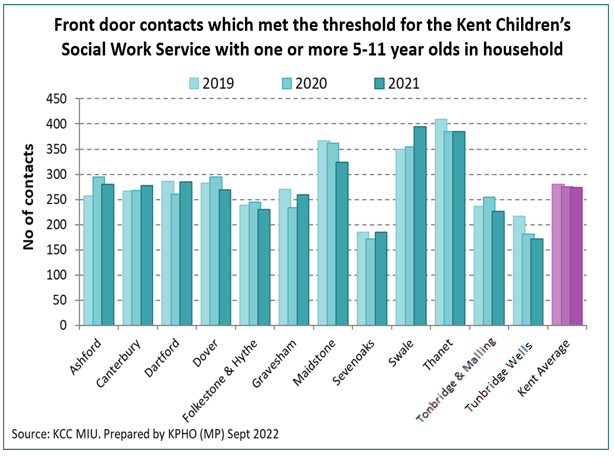 Front door contacts which met the threshold for the Kent Children's
Social Work Service with one or more 5-11 year olds in household
2019 2020 2021
No of contacts
450
400
350
300
250
200
150
100
50
0
Ashford
Canterbury
Dartford
Dover
Folkestone & Hythe
Gravesham
Maidstone
Sevenoaks
Swale
Thanet
Tonbridge & Malling
Tunbridge Wells
Kent Average
Source: KCC MIU. Prepared by KPHO (MP) Sept 2022